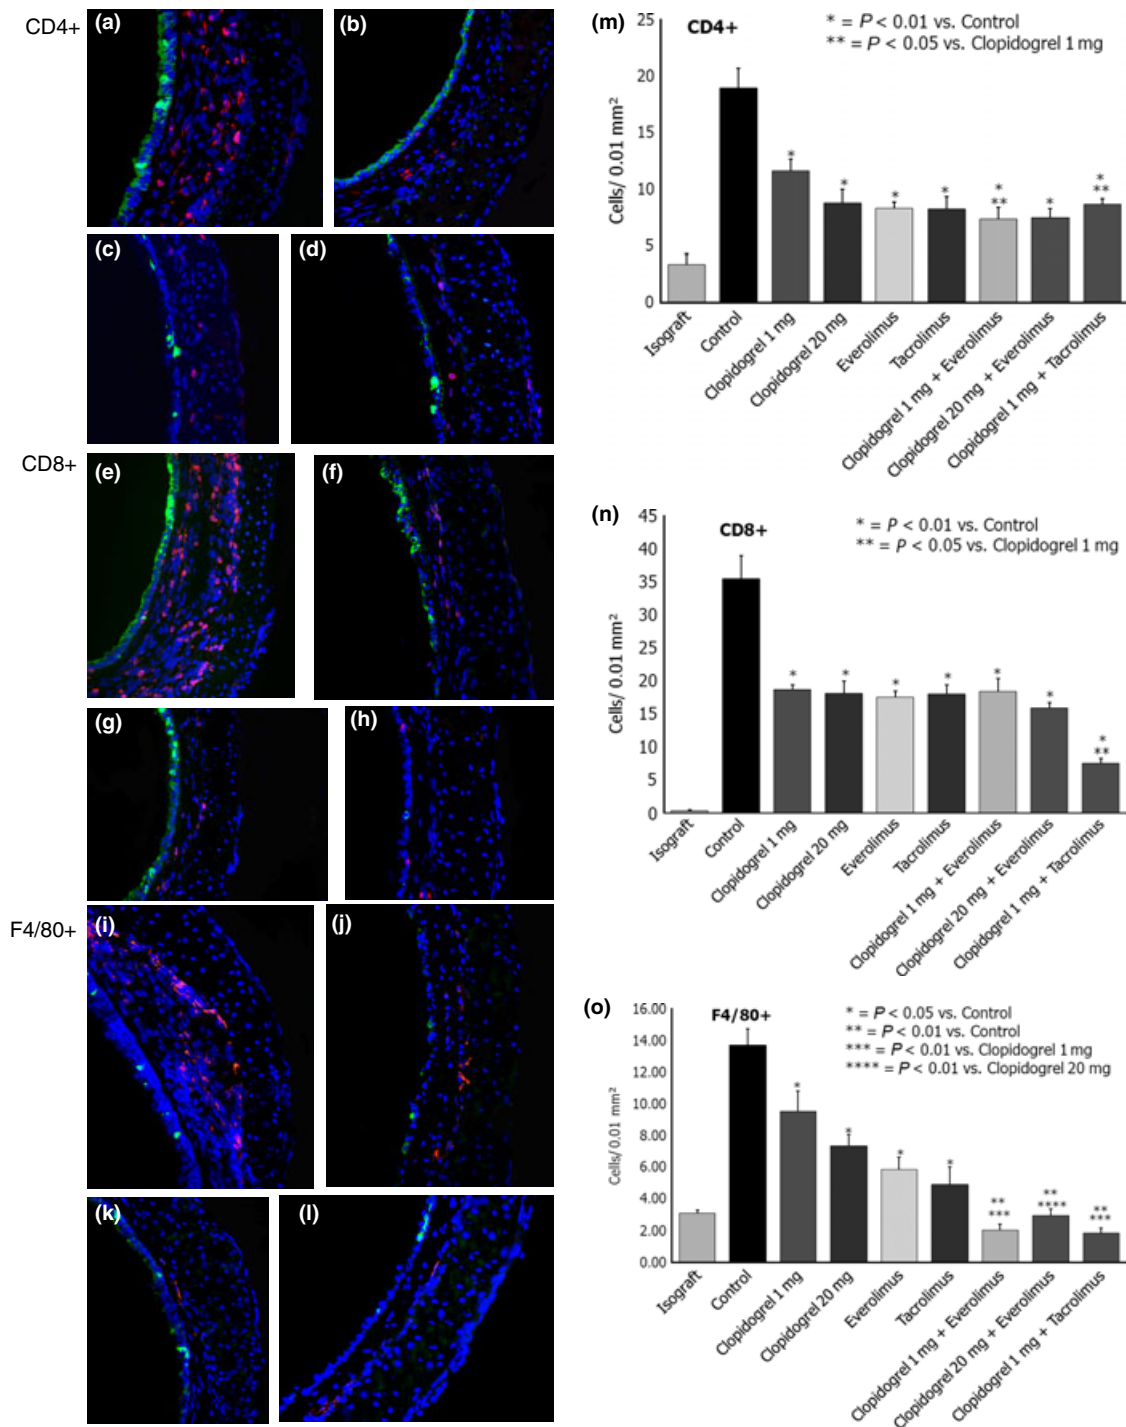 CD4+
(a)
(b)
(c)
(d)
CD8+
(e)
(f)
(g)
(h)
F4/80+
(i)
(j)
(k)
(l)
(m)
CD4+
* = P < 0.01 vs. Control
** = P < 0.05 vs. Clopidogrel 1 mg
Cells/ 0.01 mm²
25
20
15
10
5
0
*
*
*
*
*
**
*
*
**
Isograft
Control
Clopidogrel 1 mg
Clopidogrel 20 mg
Everolimus
Tacrolimus
Clopidogrel 1 mg + Everolimus
Clopidogrel 20 mg + Everolimus
Clopidogrel 1 mg + Tacrolimus
(n)
CD8+
* = P < 0.01 vs. Control
** = P < 0.05 vs. Clopidogrel 1 mg
Cells/ 0.01 mm²
45
40
35
30
25
20
15
10
5
0
*
*
*
*
*
*
*
**
Isograft
Control
Clopidogrel 1 mg
Clopidogrel 20 mg
Everolimus
Tacrolimus
Clopidogrel 1 mg + Everolimus
Clopidogrel 20 mg + Everolimus
Clopidogrel 1 mg + Tacrolimus
(o)
F4/80+
* = P < 0.05 vs. Control
** = P < 0.01 vs. Control
*** = P < 0.01 vs. Clopidogrel 1 mg
**** = P < 0.01 vs. Clopidogrel 20 mg
Cells/ 0.01 mm²
16.00
14.00
12.00
10.00
8.00
6.00
4.00
2.00
0.00
*
*
*
*
**
***
**
****
**
***
Isograft
Control
Clopidogrel 1 mg
Clopidogrel 20 mg
Everolimus
Tacrolimus
Clopidogrel 1 mg + Everolimus
Clopidogrel 20 mg + Everolimus
Clopidogrel 1 mg + Tacrolimus